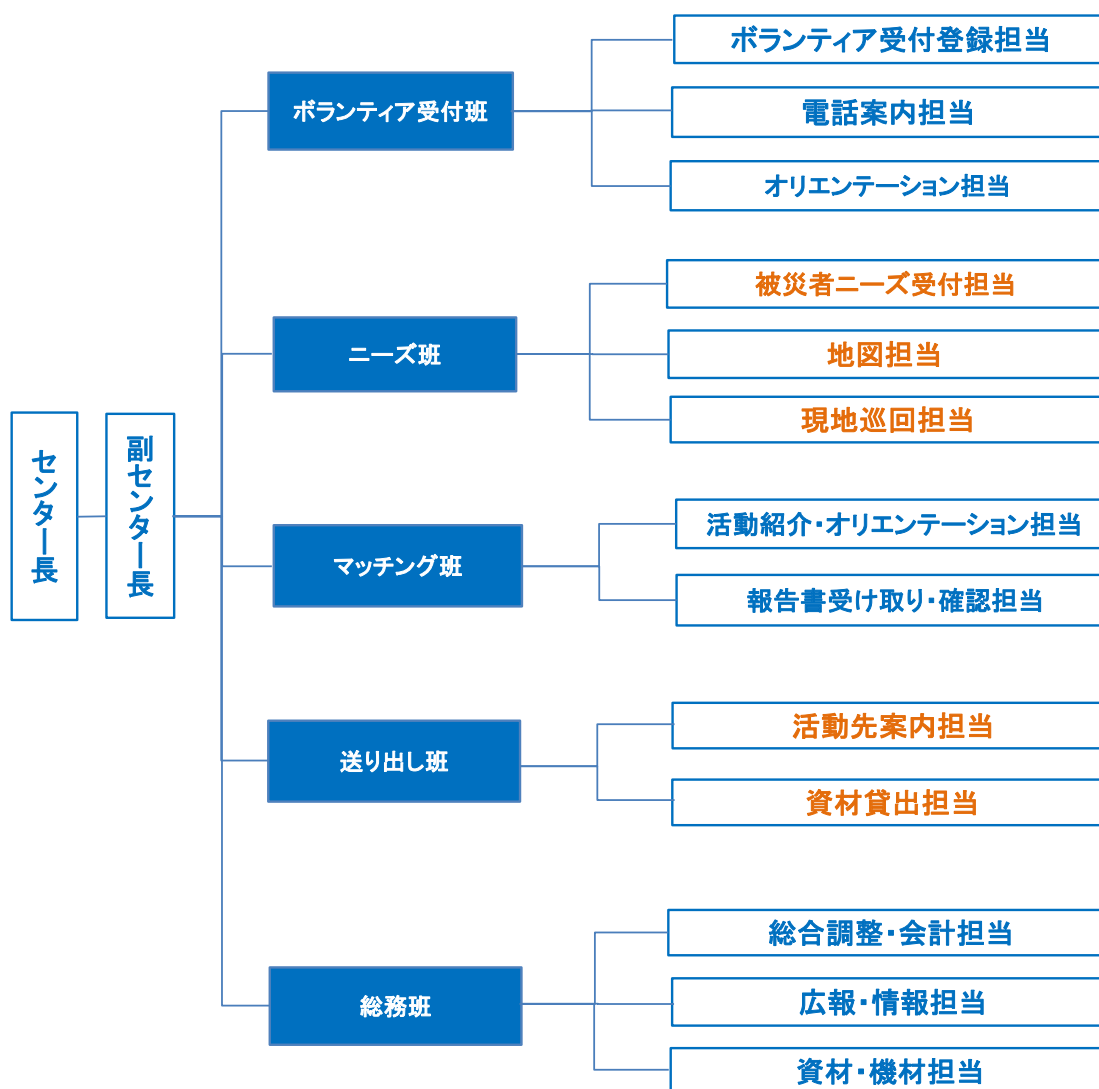 センター長
副センター長
ボランティア受付班
ボランティア受付登録担当
電話案内担当
オリエンテーション担当
ニーズ班
被災者ニーズ受付担当
地図担当
現地巡回担当
マッチング班
活動紹介・オリエンテーション担当
報告書受け取り・確認担当
送り出し班
活動先案内担当
資材貸出担当
総務班
総合調整・会計担当
広報・情報担当
資材・機材担当